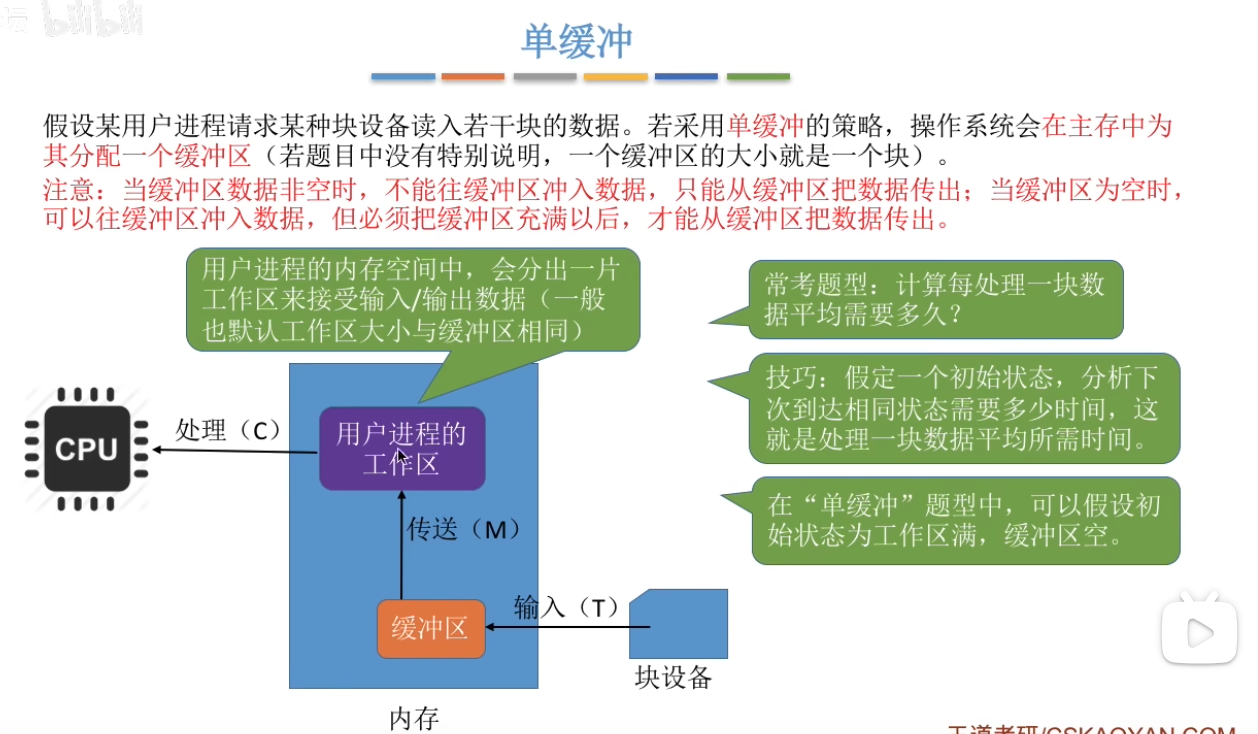 bilibili
单缓冲
假设某用户进程请求某种块设备读入若干块的数据。若采用单缓冲的策略，操作系统会在主存中为
其分配一个缓冲区（若题目中没有特别说明，一个缓冲区的大小就是一个块）。
注意：当缓冲区数据非空时，不能往缓冲区冲入数据，只能从缓冲区把数据传出；当缓冲区为空时，
可以往缓冲区冲入数据，但必须把缓冲区充满以后，才能从缓冲区把数据传出。
用户进程的内存空间中，会分出一片
工作区来接受输入/输出数据（一般
也默认工作区大小与缓冲区相同）
常考题型：计算每处理一块数
据平均需要多久？
技巧：假定一个初始状态，分析下
次到达相同状态需要多少时间，这
就是处理一块数据平均所需时间。
在“单缓冲”题型中，可以假设初
始状态为工作区满，缓冲区空。
CPU
处理（C）
用户进程的
工作区
传送（M）
缓冲区
输入（T）
块设备
内存
王道考研/CSKAOYAN.COM